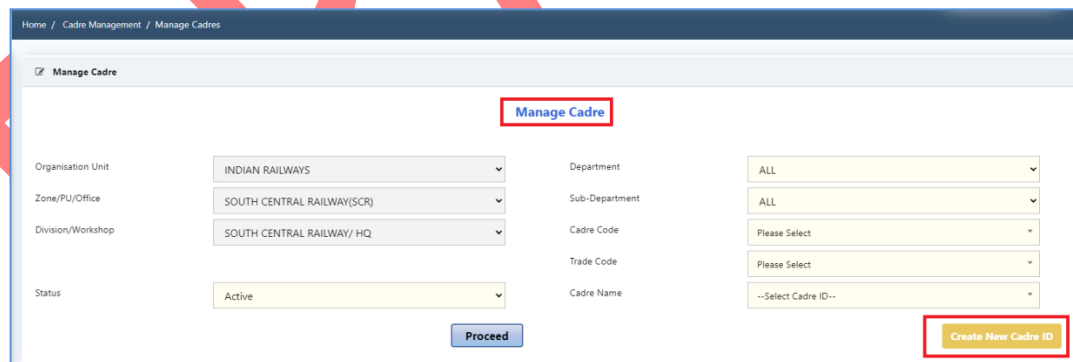 Home / Cadre Management / Manage Cadres
Manage Cadre
Manage Cadre
Organisation Unit INDIAN RAILWAYS Department ALL
Zone/PU/Office SOUTH CENTRAL RAILWAY(SCR) Sub-Department ALL
Division/Workshop SOUTH CENTRAL RAILWAY/ HQ Cadre Code Please Select
Trade Code Please Select
Status Active Cadre Name --Select Cadre ID--
Proceed Create New Cadre ID